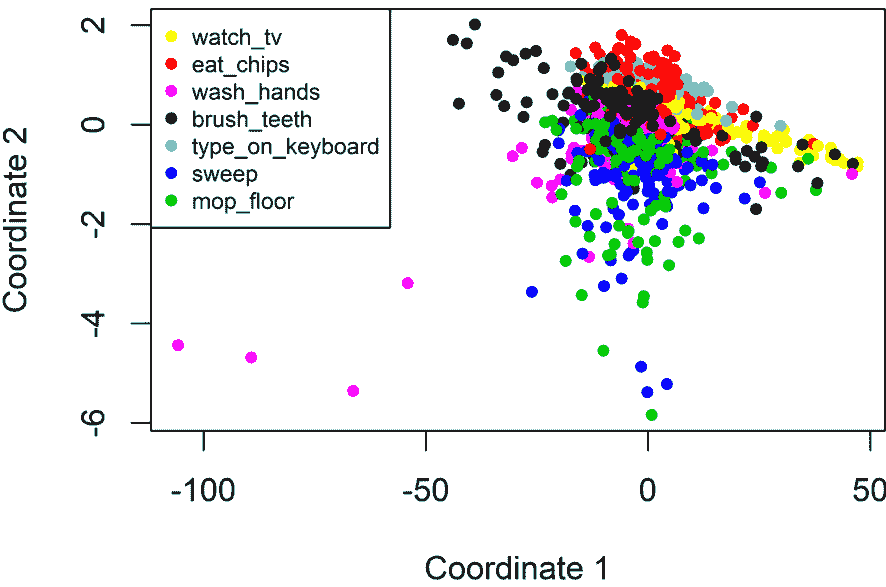 watch_tv
eat_chips
wash_hands
brush_teeth
type_on_keyboard
sweep
mop_floor
Coordinate 2
2
0
-2
-4
-6
-100
-50
0
50
Coordinate 1